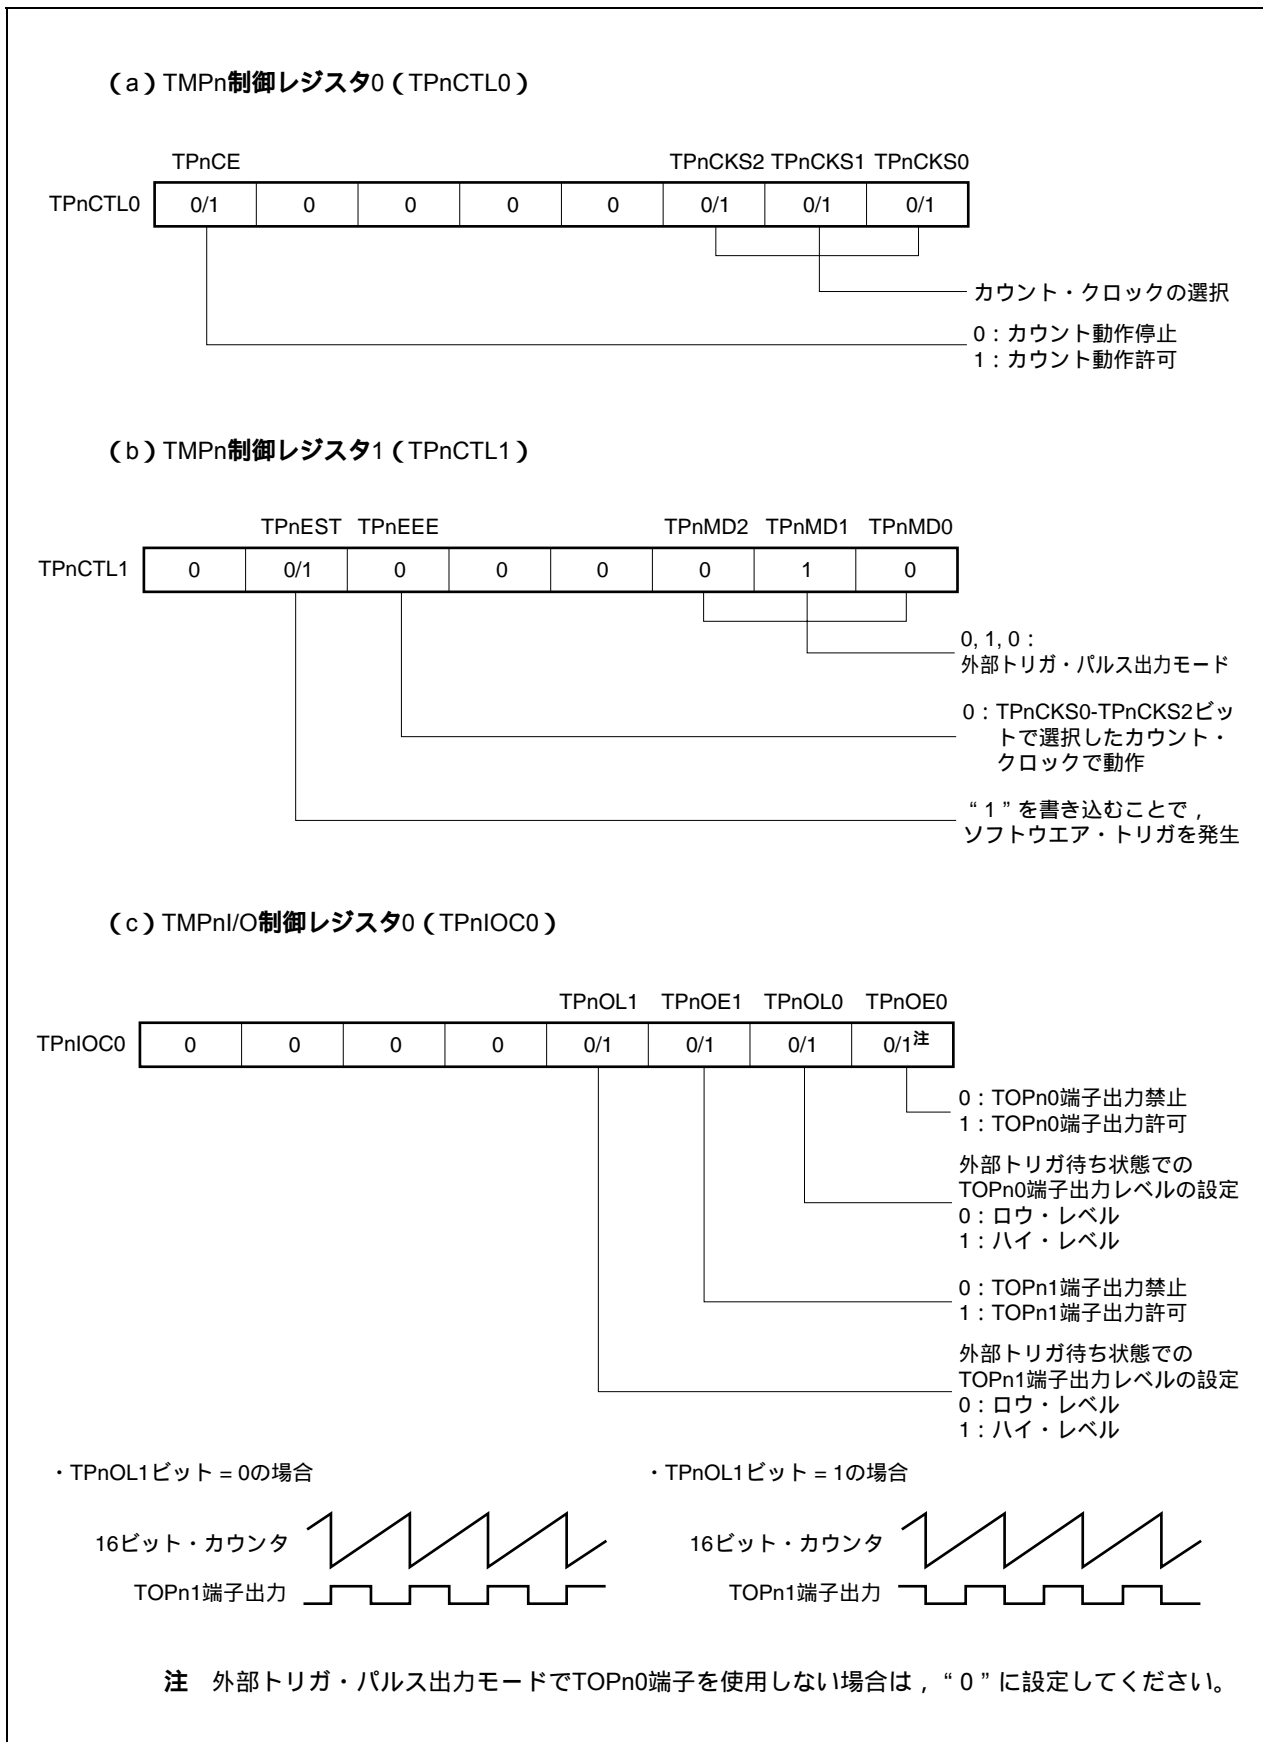 (a)TMPn制御レジスタ0(TPnCTL0)
TPnCE TPnCKS2 TPnCKS1 TPnCKS0
TPnCTL0 0/1 0 0 0 0 0/1 0/1 0/1
カウント・クロックの選択
0:カウント動作停止
1:カウント動作許可
(b)TMPn制御レジスタ1(TPnCTL1)
TPnEST TPnEEE TPnMD2 TPnMD1 TPnMD0
TPnCTL1 0 0/1 0 0 0 0 1 0
0, 1, 0:
外部トリガ・パルス出力モード
0:TPnCKS0-TPnCKS2ビッ
トで選択したカウント・
クロックで動作
“1”を書き込むことで,
ソフトウエア・トリガを発生
(c)TMPnI/O制御レジスタ0(TPnIOC0)
TPnOL1 TPnOE1 TPnOL0 TPnOE0
TPnIOC0 0 0 0 0 0/1 0/1 0/1 0/1注
0:TOPn0端子出力禁止
1:TOPn0端子出力許可
外部トリガ待ち状態での
TOPn0端子出力レベルの設定
0:ロウ・レベル
1:ハイ・レベル
0:TOPn1端子出力禁止
1:TOPn1端子出力許可
外部トリガ待ち状態での
TOPn1端子出力レベルの設定
0:ロウ・レベル
1:ハイ・レベル
・TPnOL1ビット = 0の場合 ・TPnOL1ビット = 1の場合
16ビット・カウンタ 16ビット・カウンタ
TOPn1端子出力 TOPn1端子出力
注 外部トリガ・パルス出力モードでTOPn0端子を使用しない場合は,“0”に設定してください。